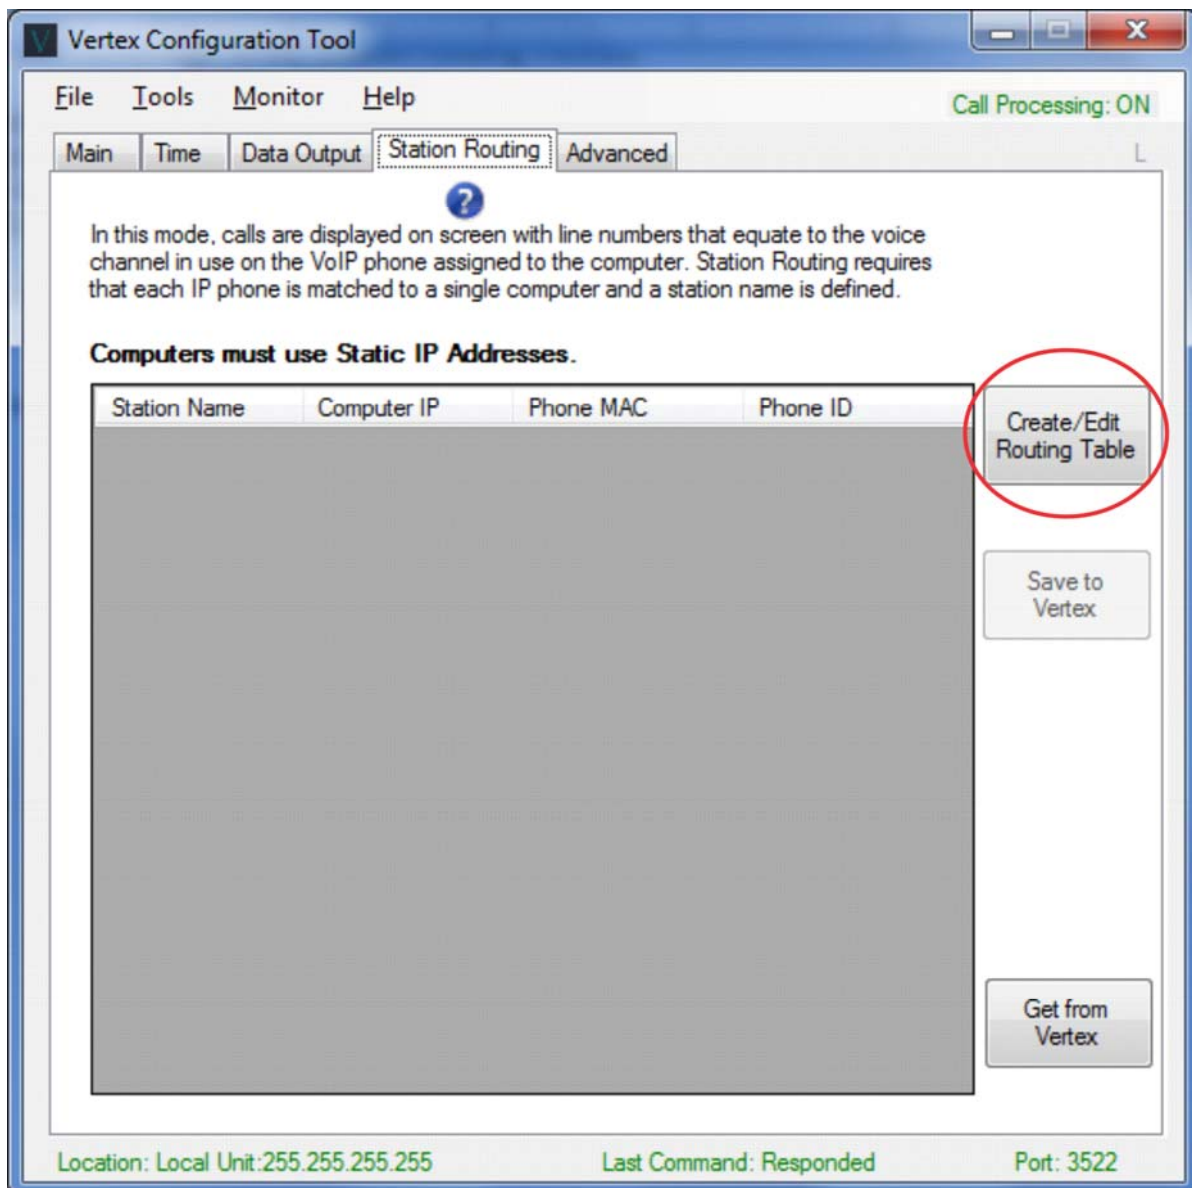 Vertex Configuration Tool
File Tools Monitor Help
Call Processing: ON
Main Time Data Output Station Routing Advanced L
?
In this mode, calls are displayed on screen with line numbers that equate to the voice
channel in use on the VoIP phone assigned to the computer. Station Routing requires
that each IP phone is matched to a single computer and a station name is defined.
Computers must use Static IP Addresses.
Station Name Computer IP Phone MAC Phone ID
Create/Edit
Routing Table
Save to
Vertex
Get from
Vertex
Location: Local Unit:255.255.255.255 Last Command: Responded Port: 3522